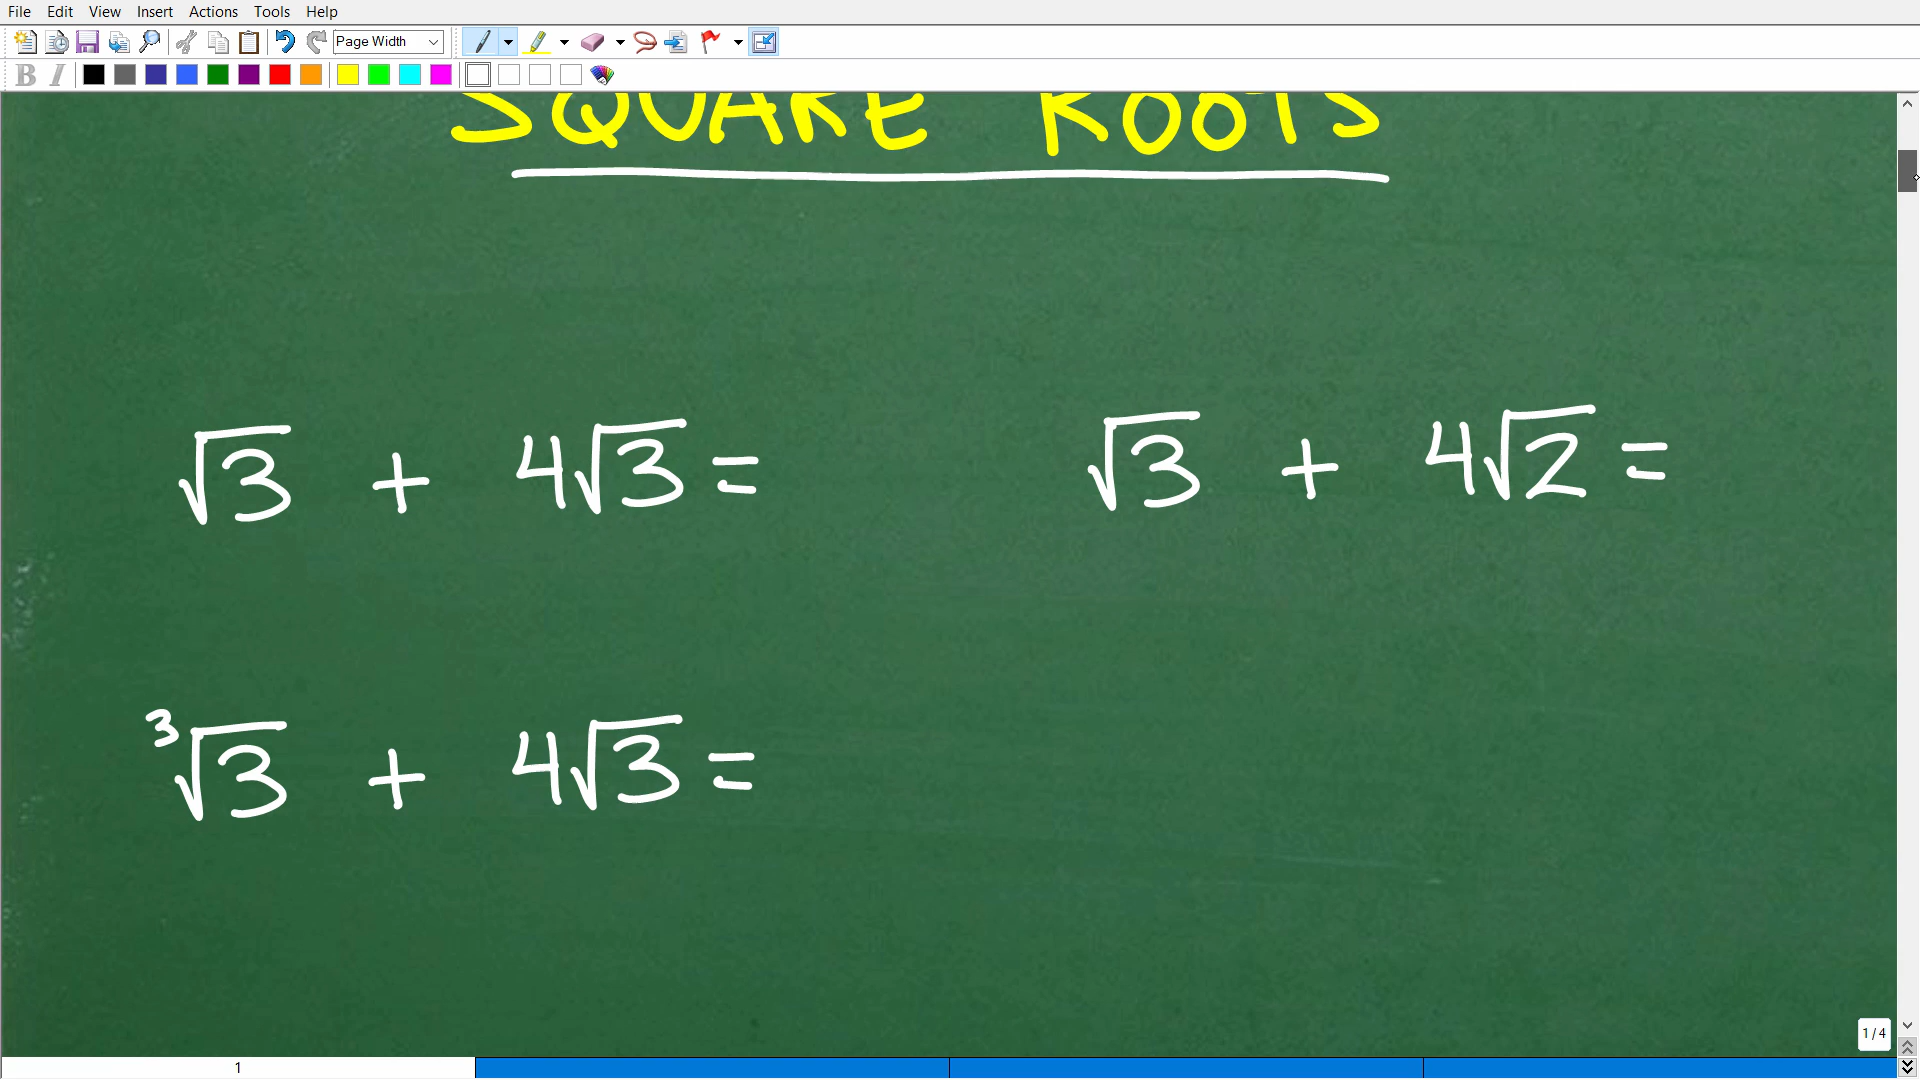 File Edit View Insert Actions Tools Help
Page Width
B I
SQUARE ROOTS
√3 + 4√3 =
√3 + 4√2 =
³√3 + 4√3 =
1 / 4
1